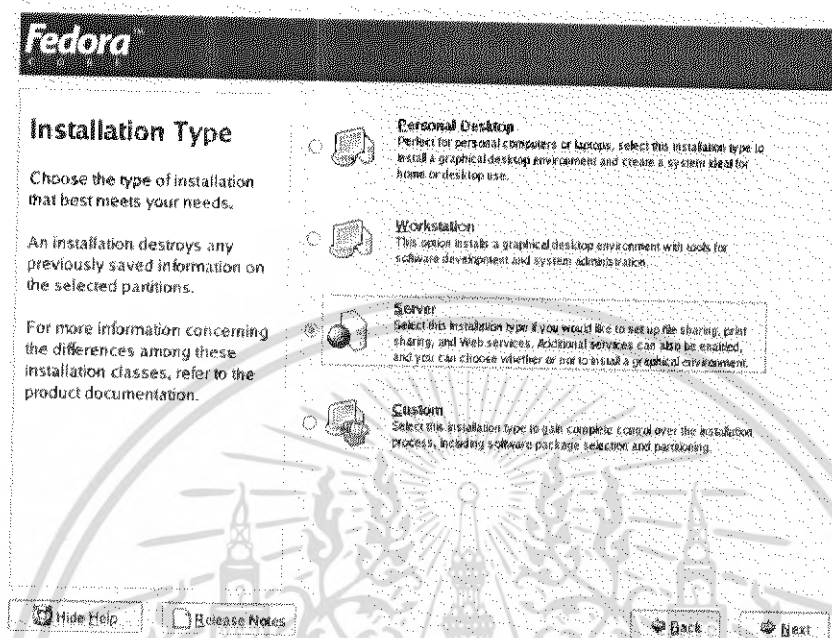 Fedora™
CORE
Installation Type
Choose the type of installation
that best meets your needs.
An installation destroys any
previously saved information on
the selected partitions.
For more information concerning
the differences among these
installation classes, refer to the
product documentation.
Personal Desktop
Perfect for personal computers or laptops, select this installation type to
install a graphical desktop environment and create a system ideal for
home or desktop use.
Workstation
This option installs a graphical desktop environment with tools for
software development and system administration.
Server
Select this installation type if you would like to set up file sharing, print
sharing, and Web services. Additional services can also be enabled,
and you can choose whether or not to install a graphical environment.
Custom
Select this installation type to gain complete control over the installation
process, including software package selection and partitioning.
Hide Help
Release Notes
Back
Next